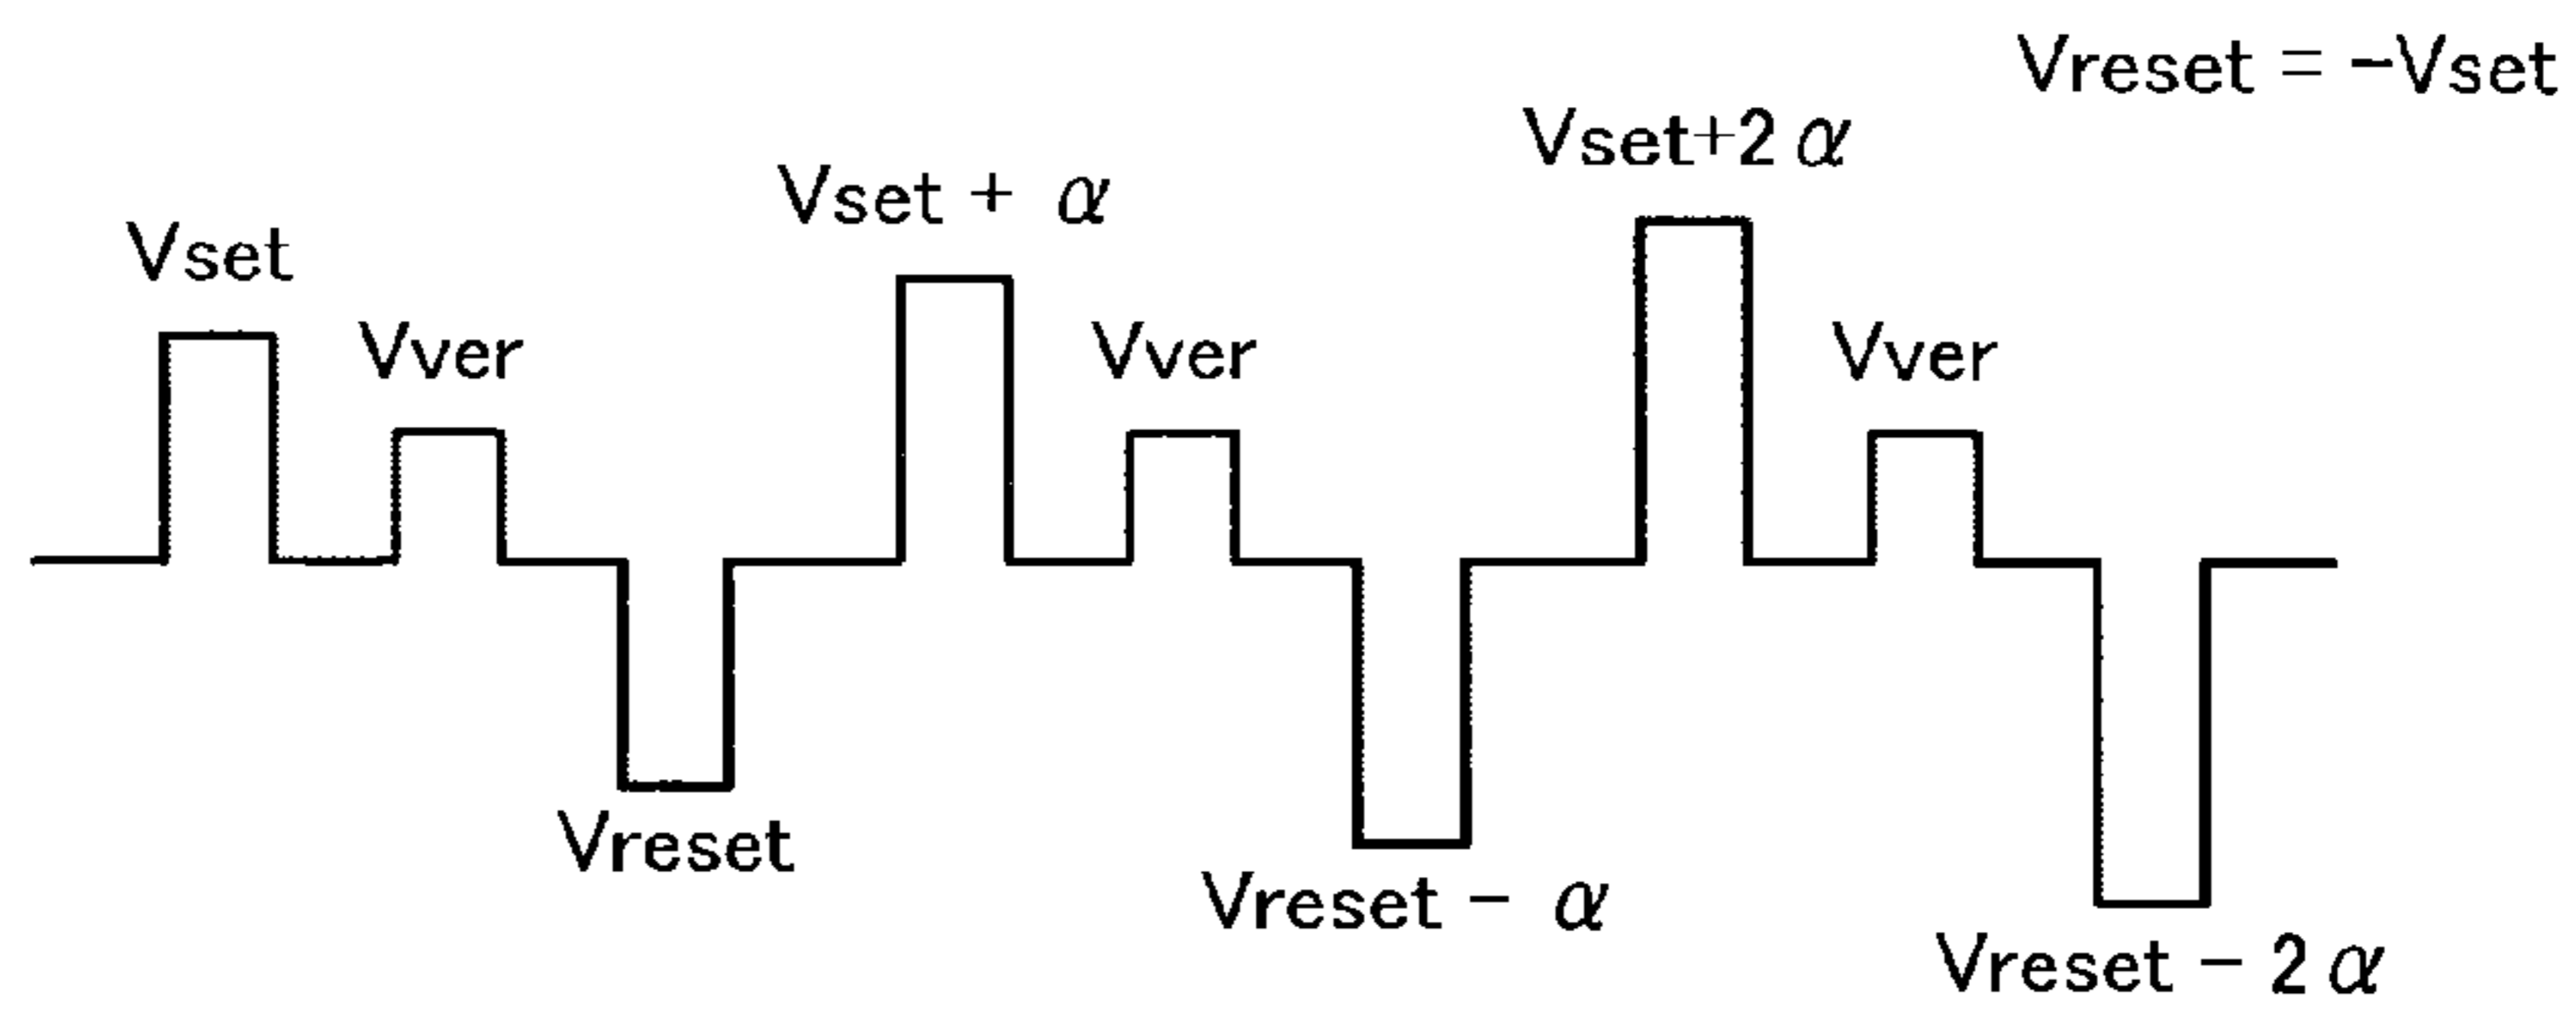 Vreset = -Vset
Vset+2α
Vset + α
Vset
Vver
Vver
Vver
Vreset
Vreset - α
Vreset - 2α